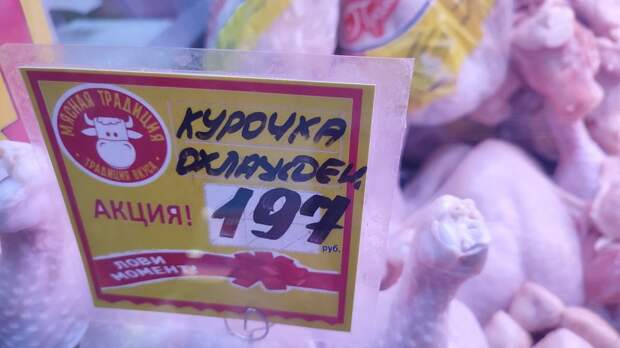 МЯСНАЯ ТРАДИЦИЯ
• ТРАДИЦИЯ ВКУСА •
КУРОЧКА
ОХЛАЖДЕН
АКЦИЯ!
197
руб.
ЛОВИ
МОМЕНТ